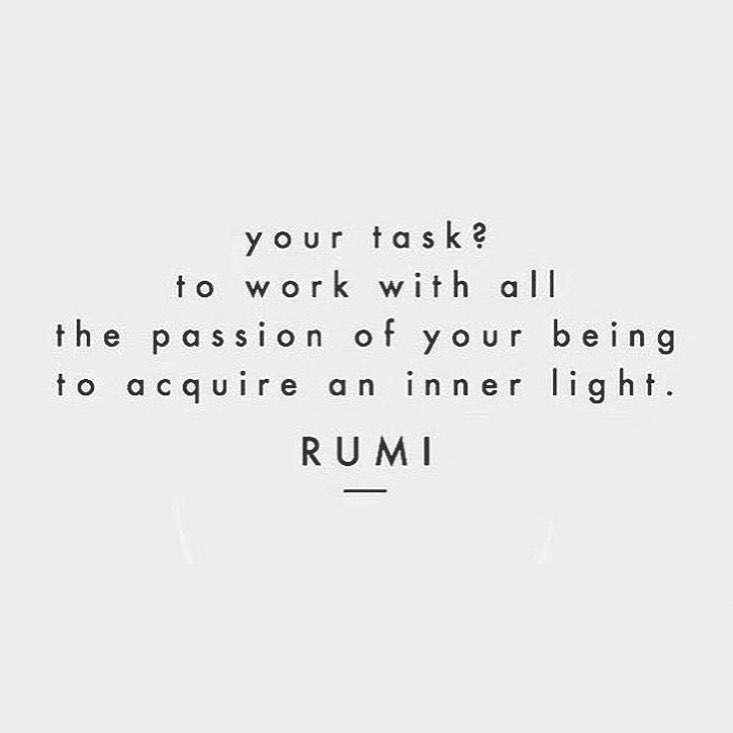 your task?
to work with all
the passion of your being
to acquire an inner light.
RUMI